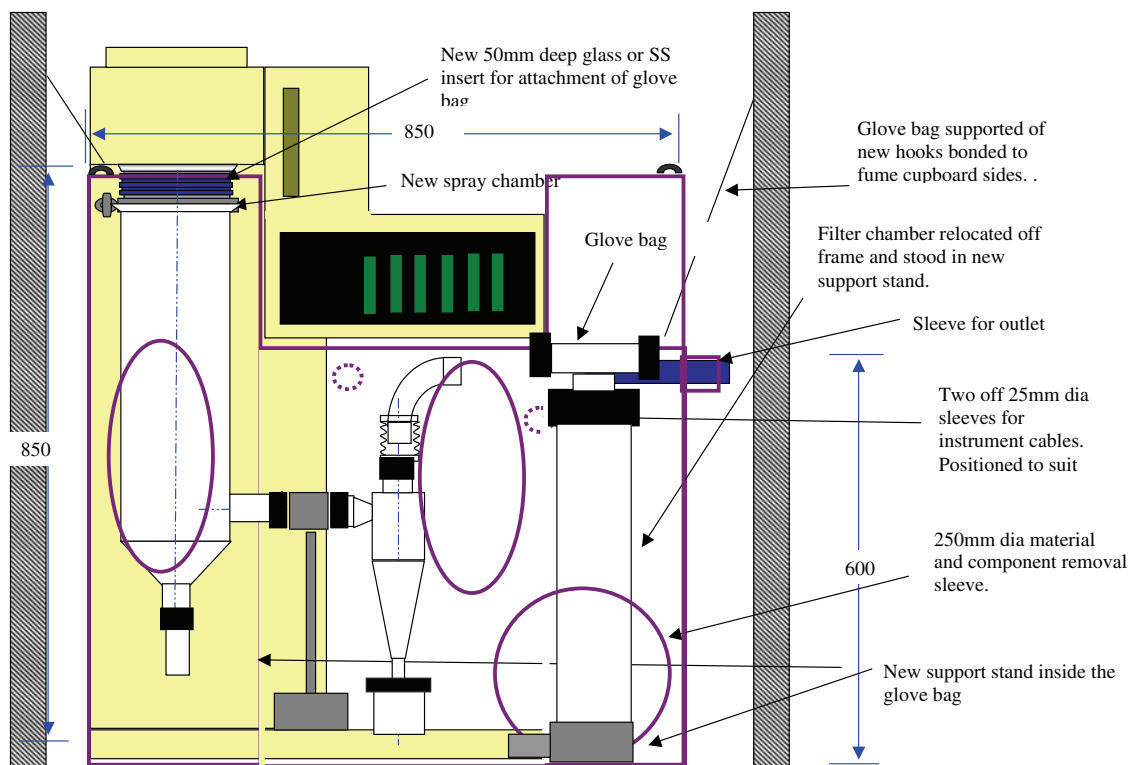 New 50mm deep glass or SS
insert for attachment of glove
bag
850
Glove bag supported of
new hooks bonded to
fume cupboard sides. .
New spray chamber
Glove bag
Filter chamber relocated off
frame and stood in new
support stand.
Sleeve for outlet
Two off 25mm dia
sleeves for
instrument cables.
Positioned to suit
850
250mm dia material
and component removal
sleeve.
600
New support stand inside the
glove bag